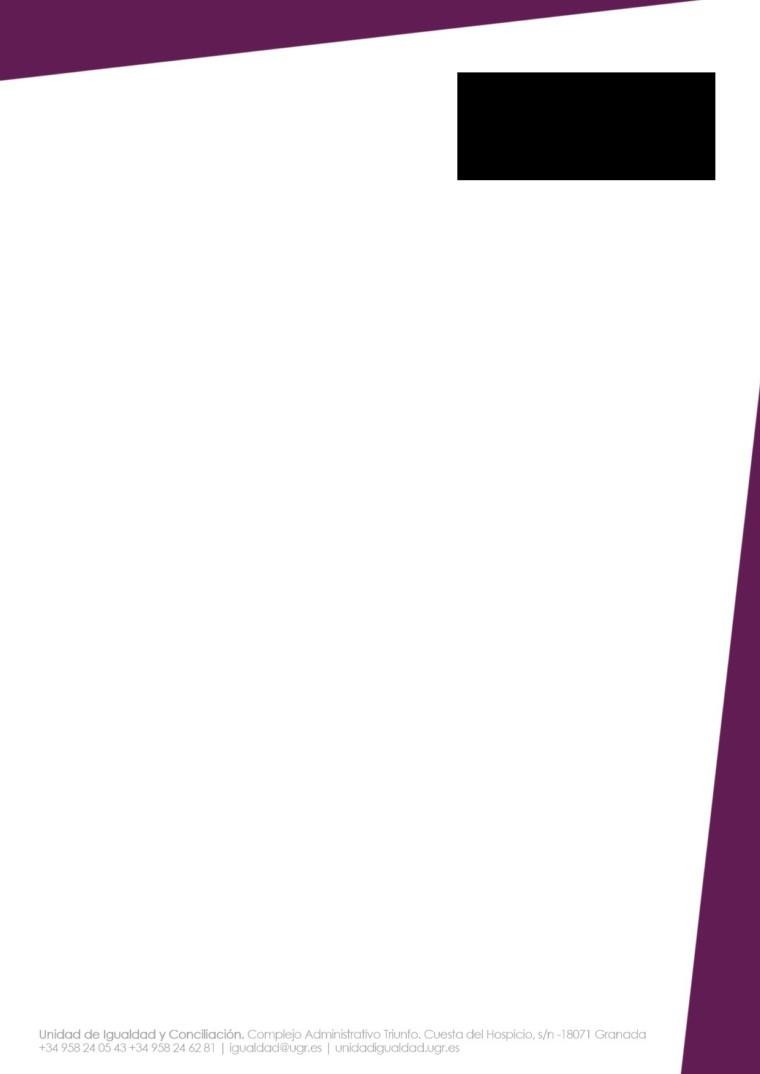 Unidad de Igualdad y Conciliación. Complejo Administrativo Triunfo. Cuesta del Hospicio, s/n -18071 Granada
+34 958 24 05 43 +34 958 24 62 81 | igualdad@ugr.es | unidadigualdad.ugr.es